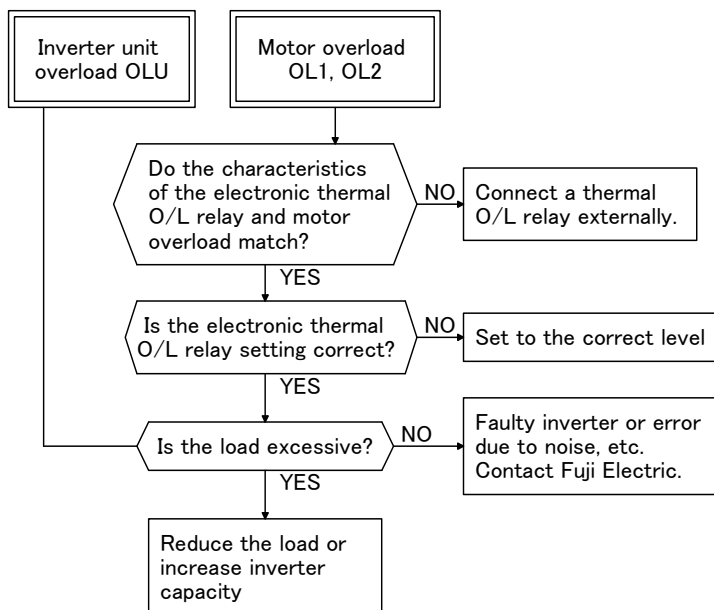 Inverter unit
overload OLU
Motor overload
OL1, OL2
Do the characteristics
of the electronic thermal
O/L relay and motor
overload match?
NO
Connect a thermal
O/L relay externally.
YES
Is the electronic thermal
O/L relay setting correct?
NO
Set to the correct level
YES
Is the load excessive?
NO
Faulty inverter or error
due to noise, etc.
Contact Fuji Electric.
YES
Reduce the load or
increase inverter
capacity